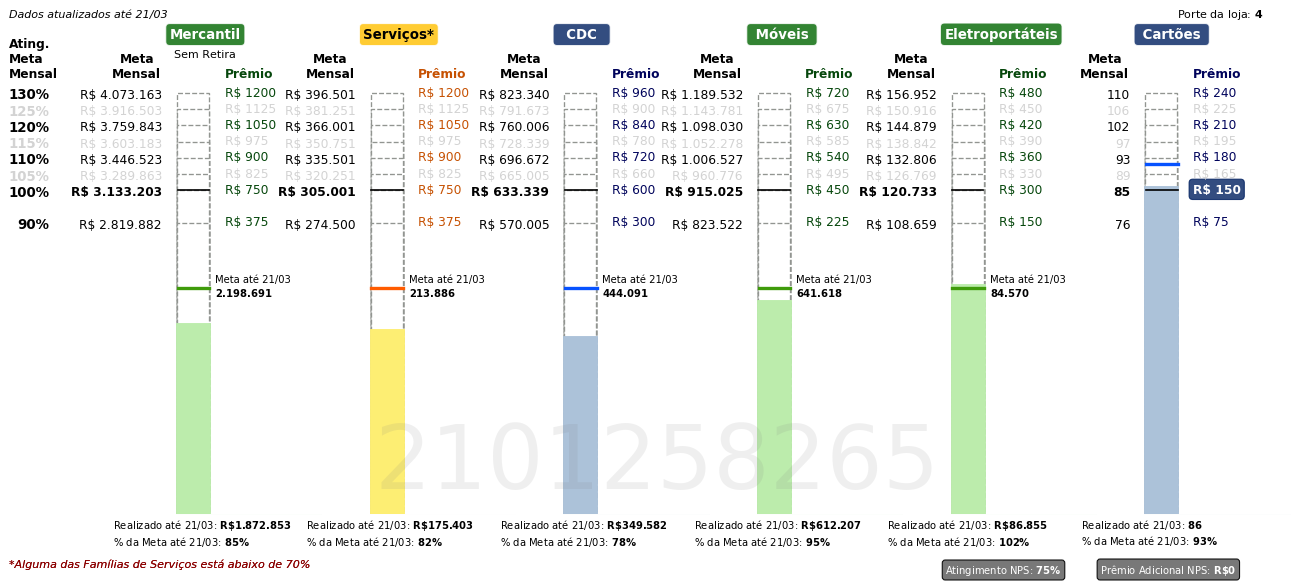 Dados atualizados até 21/03
Porte da loja: 4
Mercantil Serviços* CDC Móveis Eletroportáteis Cartões
Sem Retira
Ating. Meta Mensal
Meta Mensal Prêmio Meta Mensal Prêmio Meta Mensal Prêmio Meta Mensal Prêmio Meta Mensal Prêmio Meta Mensal Prêmio
130% R$ 4.073.163 R$ 1200 R$ 396.501 R$ 1200 R$ 823.340 R$ 960 R$ 1.189.532 R$ 720 R$ 156.952 R$ 480 110 R$ 240
125% R$ 3.916.503 R$ 1125 R$ 381.251 R$ 1125 R$ 791.673 R$ 900 R$ 1.143.781 R$ 675 R$ 150.916 R$ 450 106 R$ 225
120% R$ 3.759.843 R$ 1050 R$ 366.001 R$ 1050 R$ 760.006 R$ 840 R$ 1.098.030 R$ 630 R$ 144.879 R$ 420 102 R$ 210
115% R$ 3.603.183 R$ 975 R$ 350.751 R$ 975 R$ 728.339 R$ 780 R$ 1.052.278 R$ 585 R$ 138.842 R$ 390 97 R$ 195
110% R$ 3.446.523 R$ 900 R$ 335.501 R$ 900 R$ 696.672 R$ 720 R$ 1.006.527 R$ 540 R$ 132.806 R$ 360 93 R$ 180
105% R$ 3.289.863 R$ 825 R$ 320.251 R$ 825 R$ 665.005 R$ 660 R$ 960.776 R$ 495 R$ 126.769 R$ 330 89 R$ 165
100% R$ 3.133.203 R$ 750 R$ 305.001 R$ 750 R$ 633.339 R$ 600 R$ 915.025 R$ 450 R$ 120.733 R$ 300 85 R$ 150
90% R$ 2.819.882 R$ 375 R$ 274.500 R$ 375 R$ 570.005 R$ 300 R$ 823.522 R$ 225 R$ 108.659 R$ 150 76 R$ 75
Meta até 21/03 Meta até 21/03 Meta até 21/03 Meta até 21/03 Meta até 21/03
2.198.691 213.886 444.091 641.618 84.570
2101258265
Realizado até 21/03: R$1.872.853 Realizado até 21/03: R$175.403 Realizado até 21/03: R$349.582 Realizado até 21/03: R$612.207 Realizado até 21/03: R$86.855 Realizado até 21/03: 86
% da Meta até 21/03: 85% % da Meta até 21/03: 82% % da Meta até 21/03: 78% % da Meta até 21/03: 95% % da Meta até 21/03: 102% % da Meta até 21/03: 93%
*Alguma das Famílias de Serviços está abaixo de 70%
Atingimento NPS: 75% Prêmio Adicional NPS: R$0